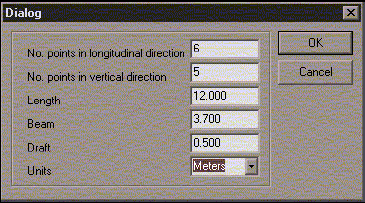 Dialog
No. points in longitudinal direction 6
No. points in vertical direction 5
Length 12.000
Beam 3.700
Draft 0.500
Units Meters
OK
Cancel